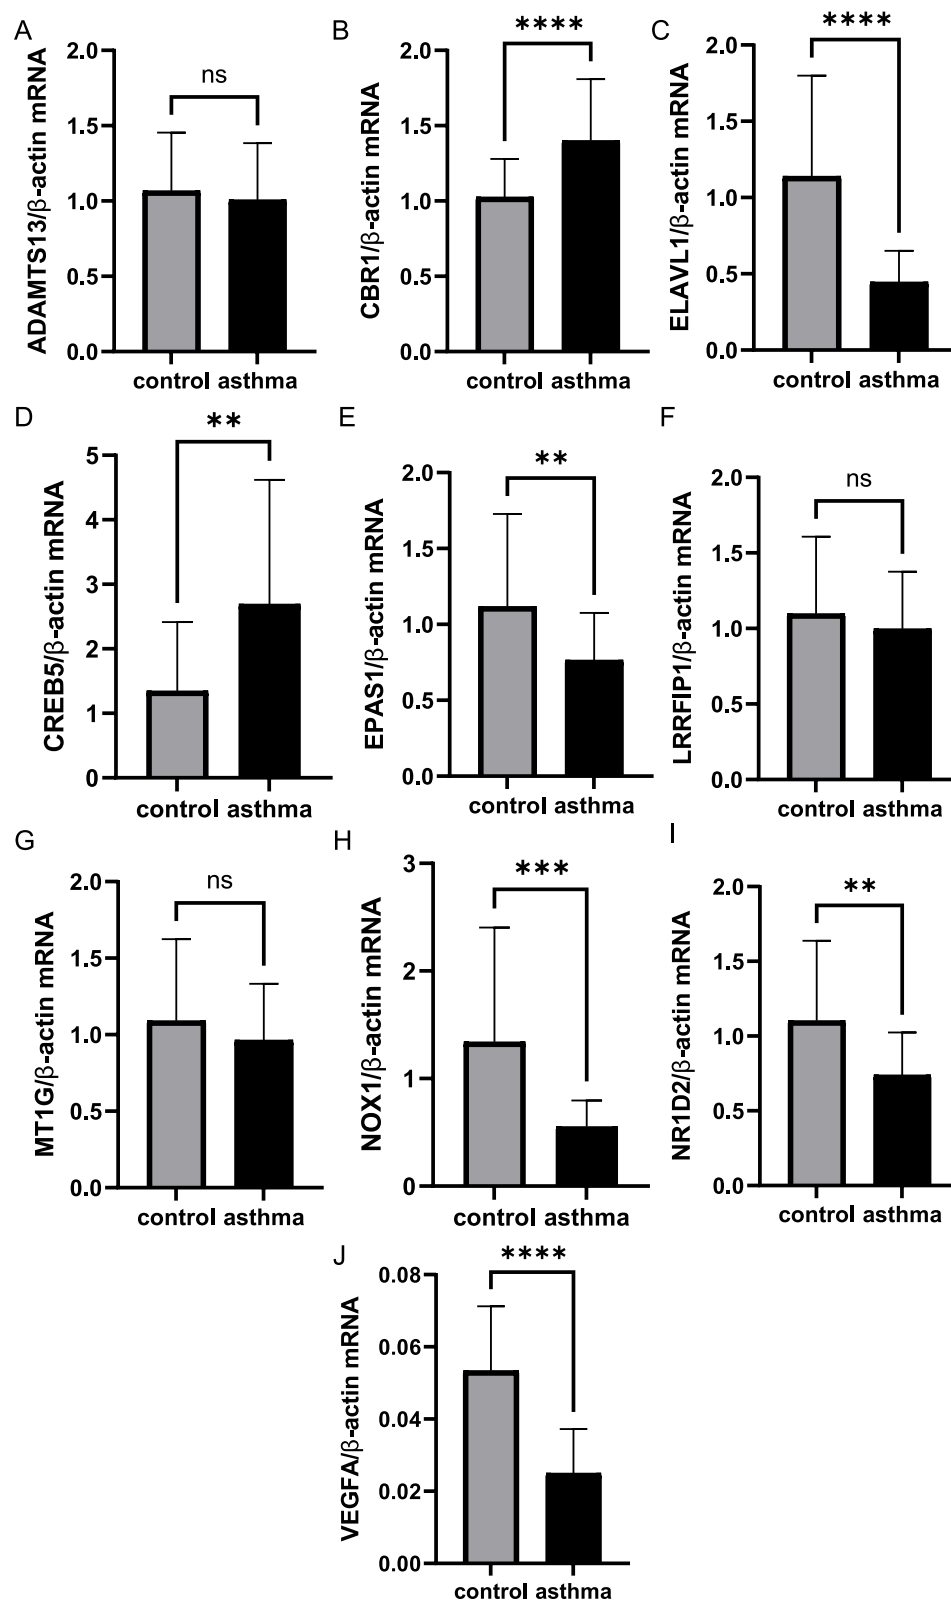 A
ADAMTS13/β-actin mRNA
2.0
1.5
1.0
0.5
0.0
ns
control asthma
B
CBR1/β-actin mRNA
2.0
1.5
1.0
0.5
0.0
****
control asthma
C
ELAVL1/β-actin mRNA
2.0
1.5
1.0
0.5
0.0
****
control asthma
D
CREB5/β-actin mRNA
5
4
3
2
1
0
**
control asthma
E
EPAS1/β-actin mRNA
2.0
1.5
1.0
0.5
0.0
**
control asthma
F
LRRFIP1/β-actin mRNA
2.0
1.5
1.0
0.5
0.0
ns
control asthma
G
MT1G/β-actin mRNA
2.0
1.5
1.0
0.5
0.0
ns
control asthma
H
NOX1/β-actin mRNA
3
2
1
0
***
control asthma
I
NR1D2/β-actin mRNA
2.0
1.5
1.0
0.5
0.0
**
control asthma
J
VEGFA/β-actin mRNA
0.08
0.06
0.04
0.02
0.00
****
control asthma